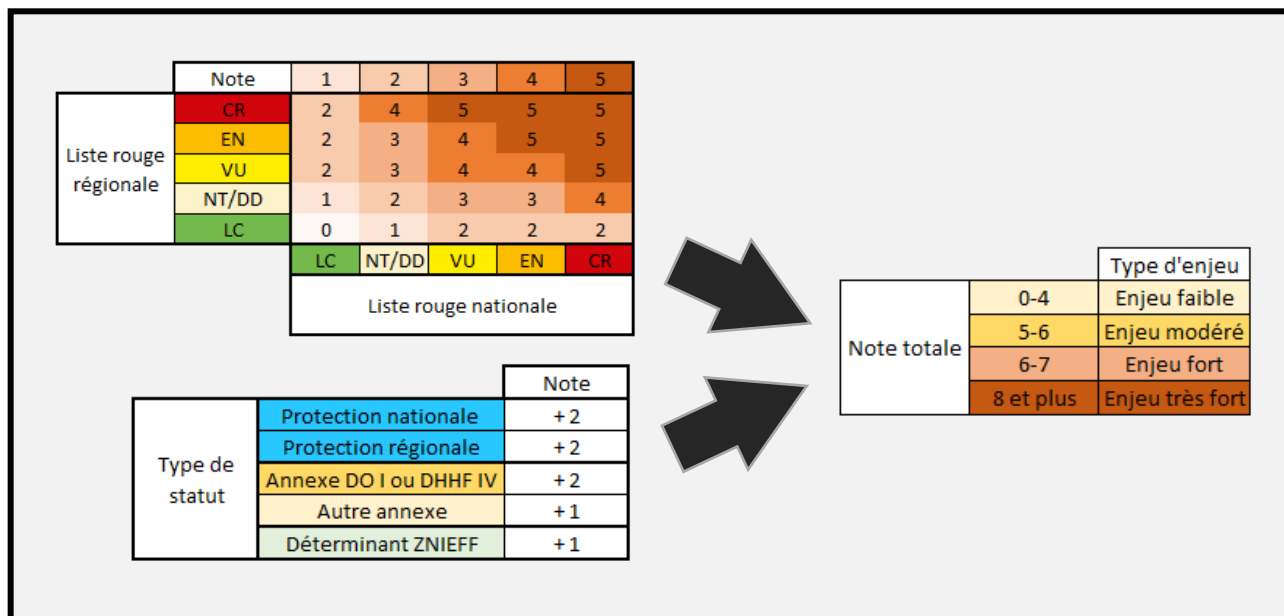 Note 1 2 3 4 5
CR 2 4 5 5 5
EN 2 3 4 5 5
Liste rouge
régionale
VU 2 3 4 4 5
NT/DD 1 2 3 3 4
LC 0 1 2 2 2
LC NT/DD VU EN CR
Liste rouge nationale
Note
Type de
statut
Protection nationale +2
Protection régionale +2
Annexe DO I ou DHHF IV +2
Autre annexe +1
Déterminant ZNIEFF +1
Type d'enjeu
Note totale
0-4 Enjeu faible
5-6 Enjeu modéré
6-7 Enjeu fort
8 et plus Enjeu très fort